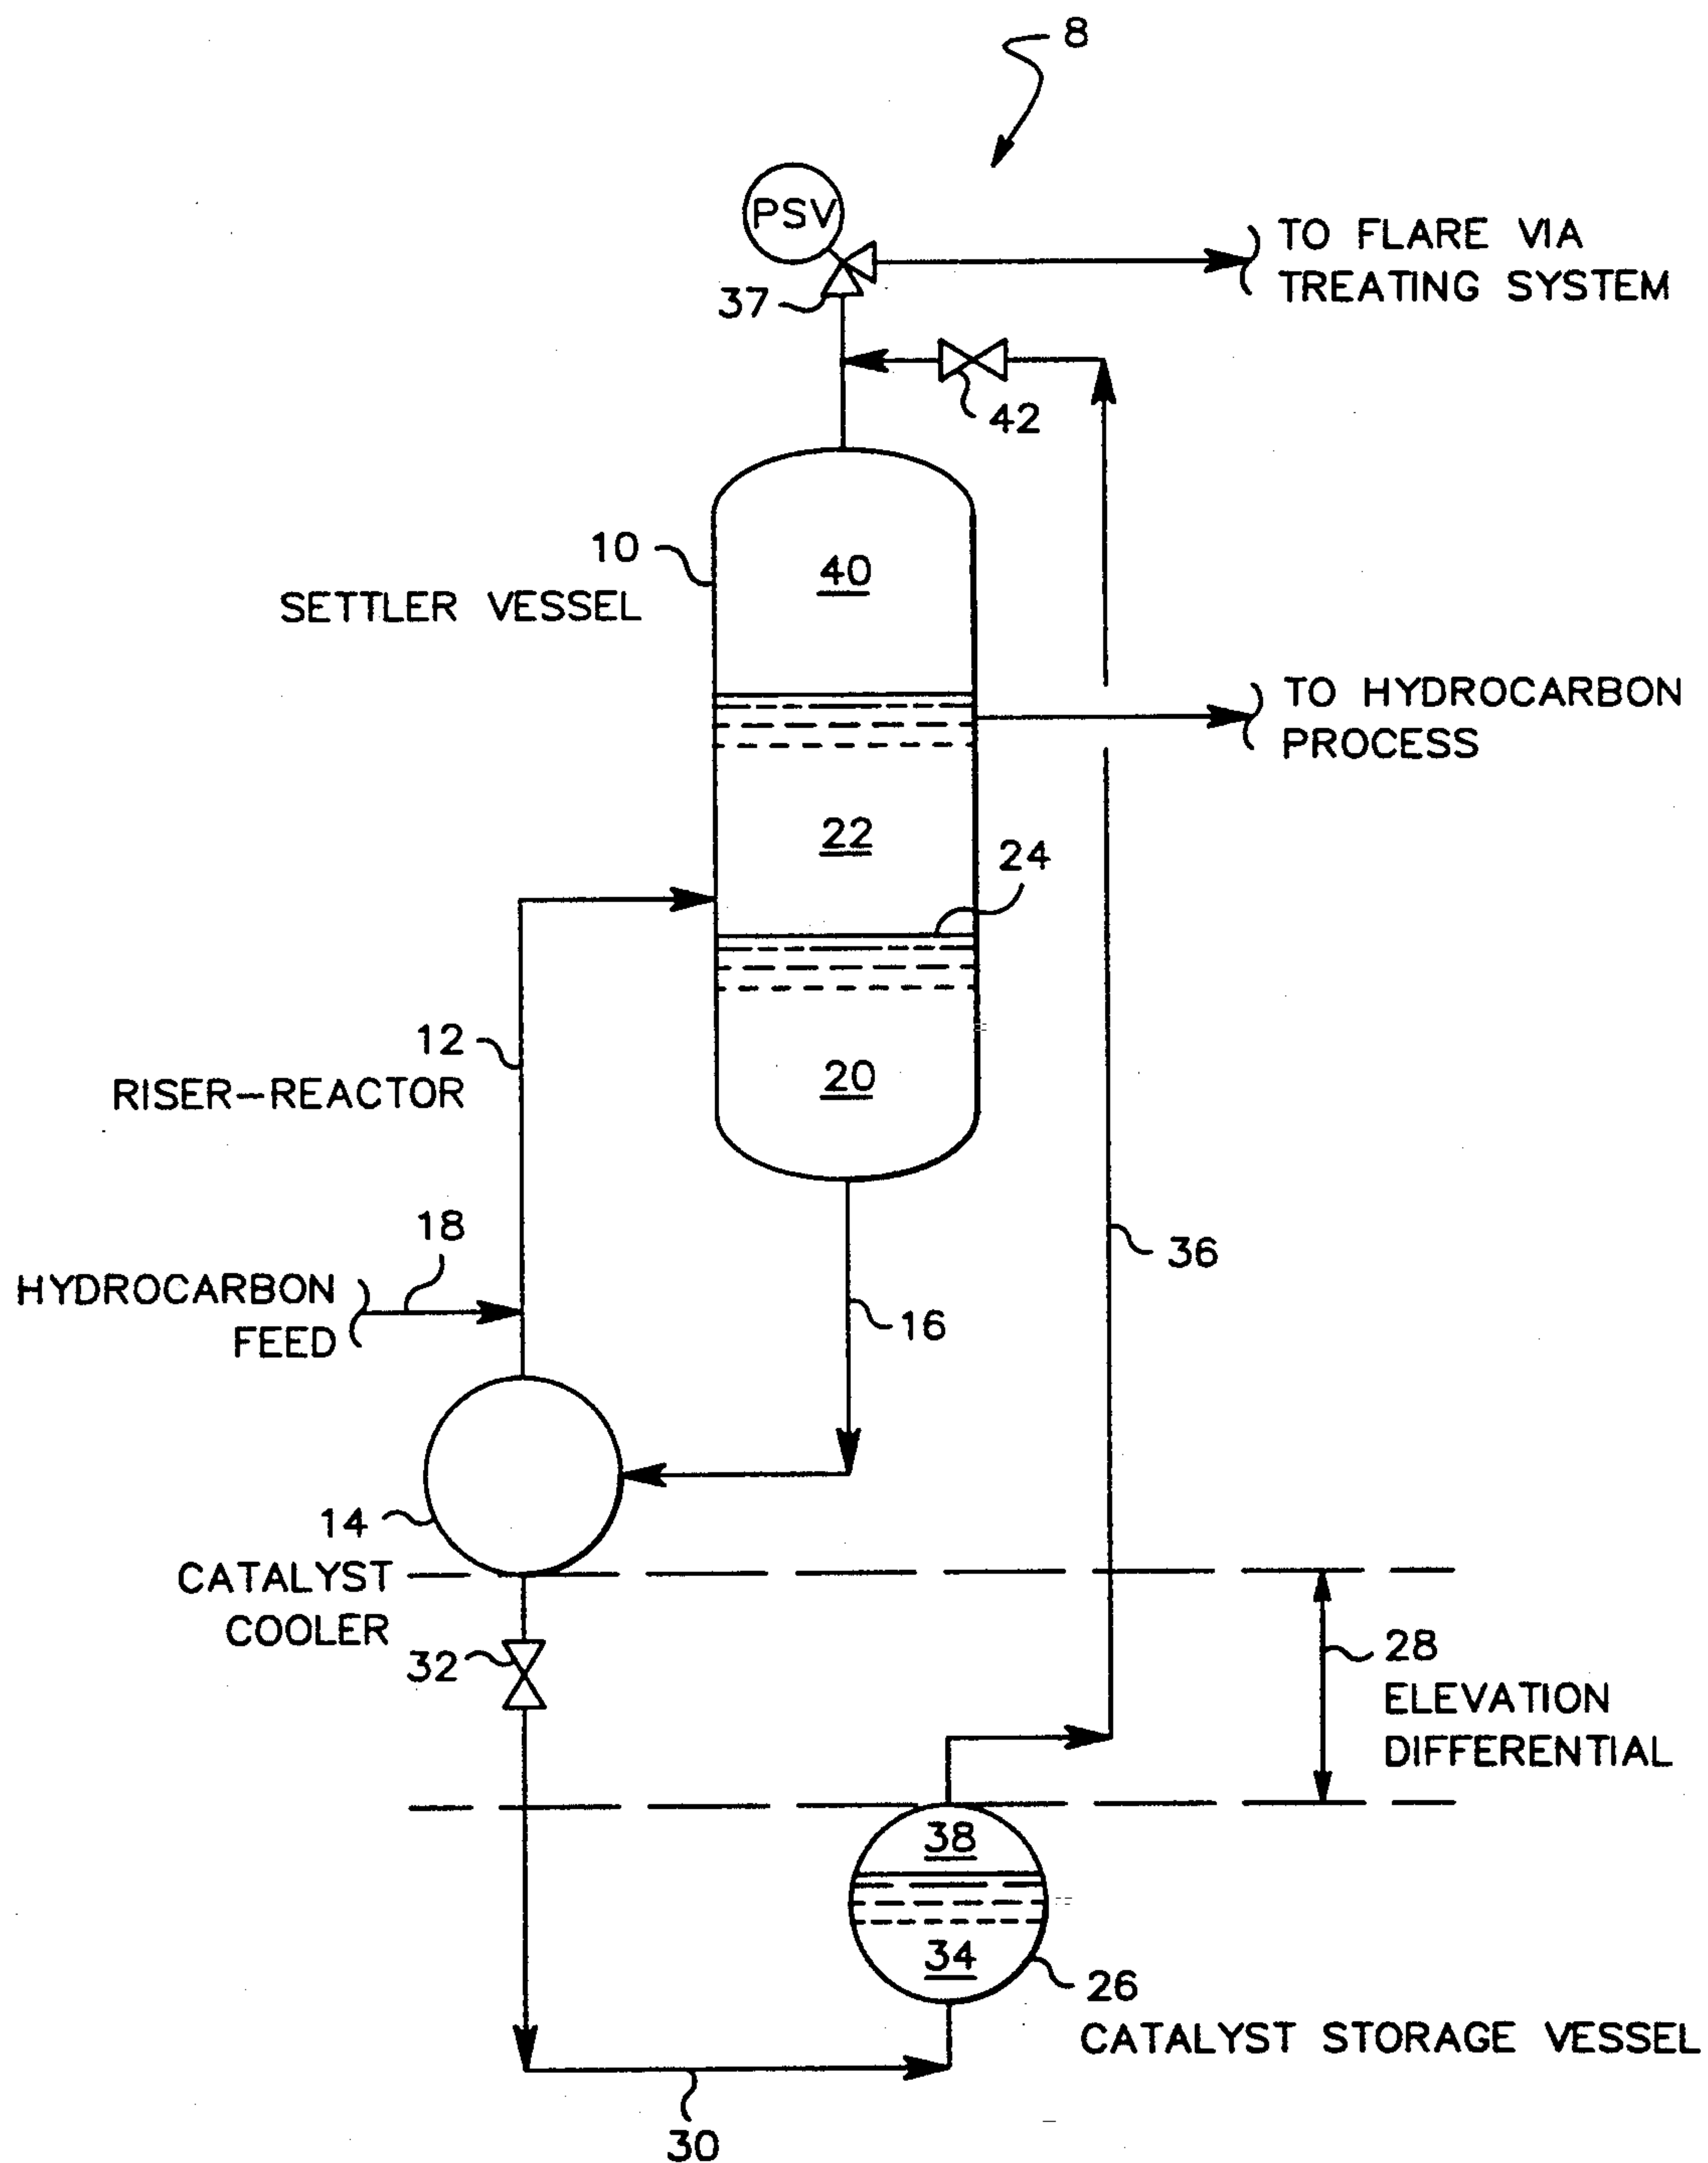 8
PSV
TO FLARE VIA
TREATING SYSTEM
37
42
10
SETTLER VESSEL
40
TO HYDROCARBON
PROCESS
22
24
12
RISER-REACTOR
20
18
HYDROCARBON
FEED
16
36
14
CATALYST
COOLER
32
28
ELEVATION
DIFFERENTIAL
38
34
26
CATALYST STORAGE VESSEL
30